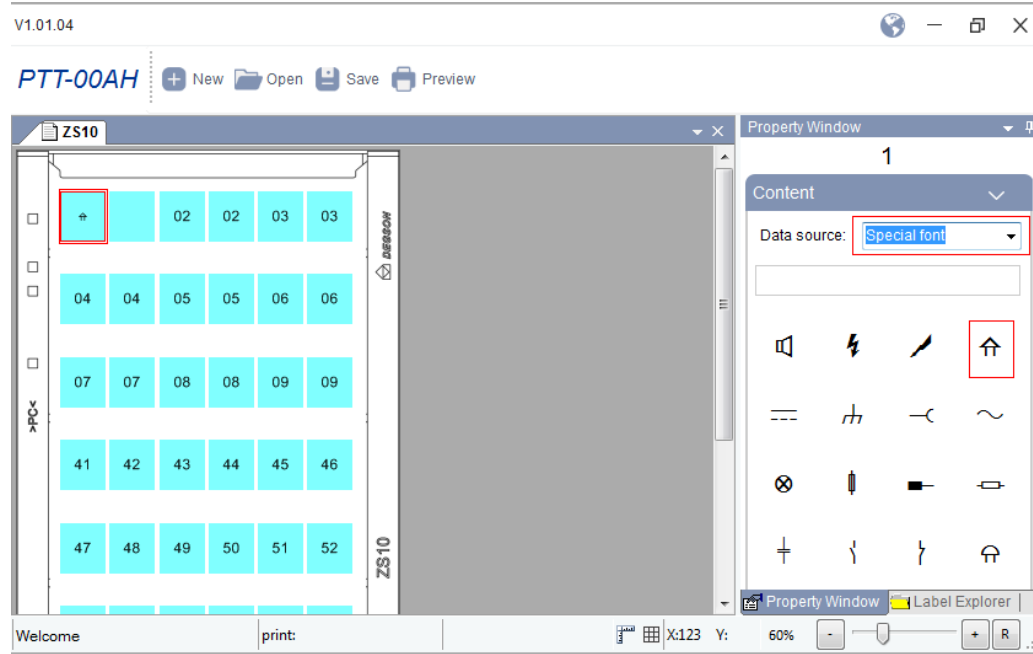 V1.01.04
PTT-00AH New Open Save Preview
ZS10
Property Window
1
Content
Data source: Special font
02 02 03 03
04 04 05 05 06 06
07 07 08 08 09 09
41 42 43 44 45 46
47 48 49 50 51 52
DEGSON
>PC<
ZS10
Property Window Label Explorer
Welcome print: X:123 Y: 60% - + R